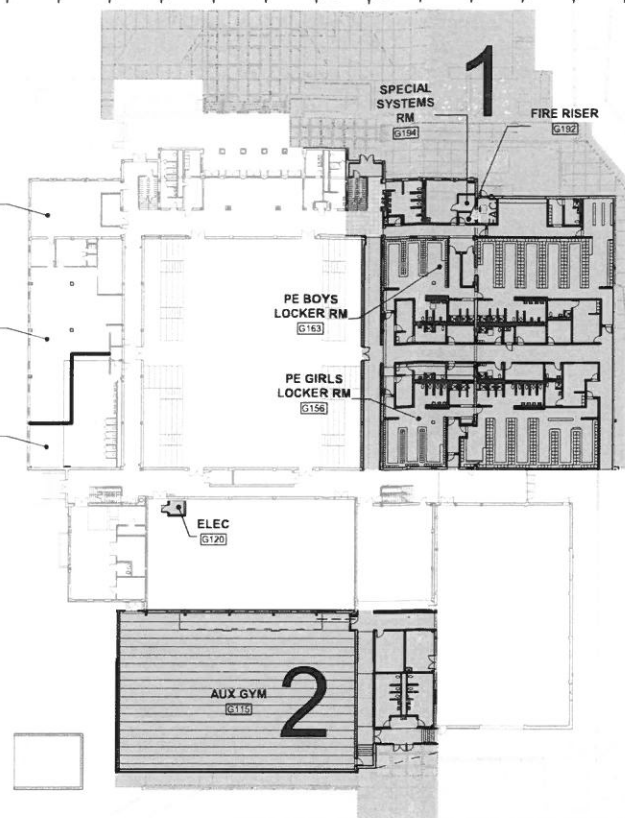 1
SPECIAL
SYSTEMS
RM
G194
FIRE RISER
G192
PE BOYS
LOCKER RM
G163
PE GIRLS
LOCKER RM
G156
ELEC
G120
AUX GYM
G115
2